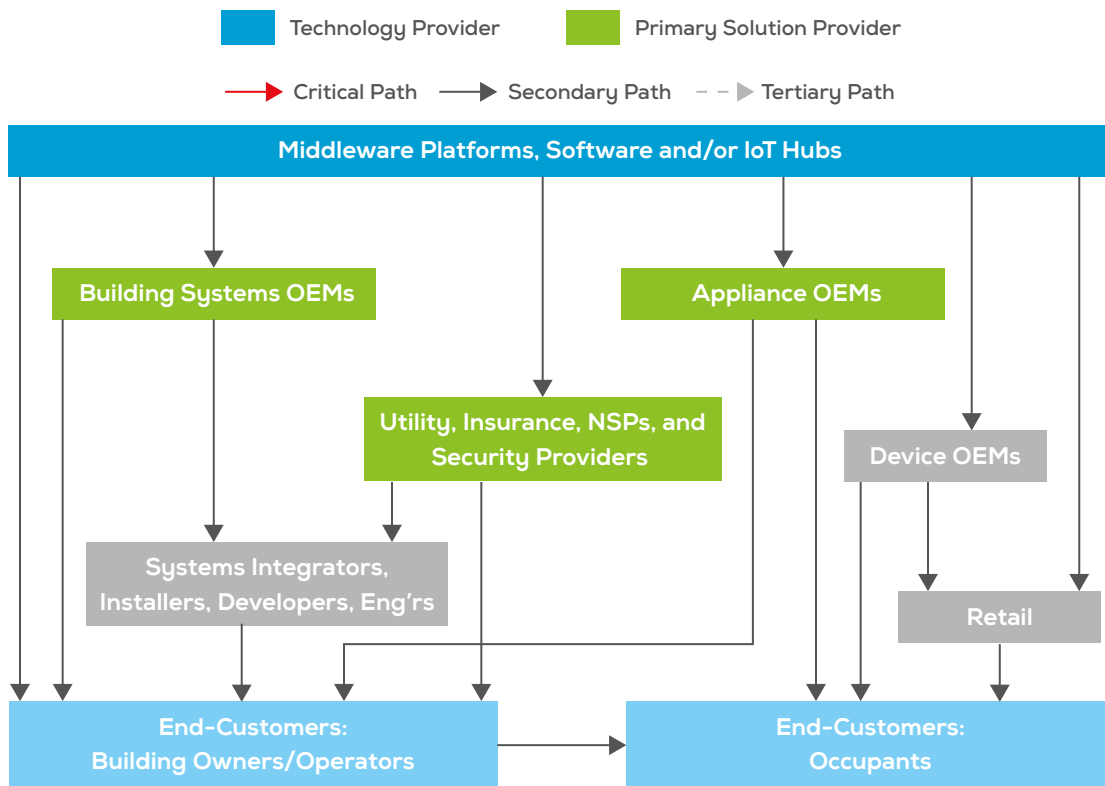 Technology Provider
Primary Solution Provider
Critical Path
Secondary Path
Tertiary Path
Middleware Platforms, Software and/or IoT Hubs
Building Systems OEMs
Appliance OEMs
Utility, Insurance, NSPs, and
Security Providers
Device OEMs
Systems Integrators,
Installers, Developers, Eng'rs
Retail
End-Customers:
Building Owners/Operators
End-Customers:
Occupants